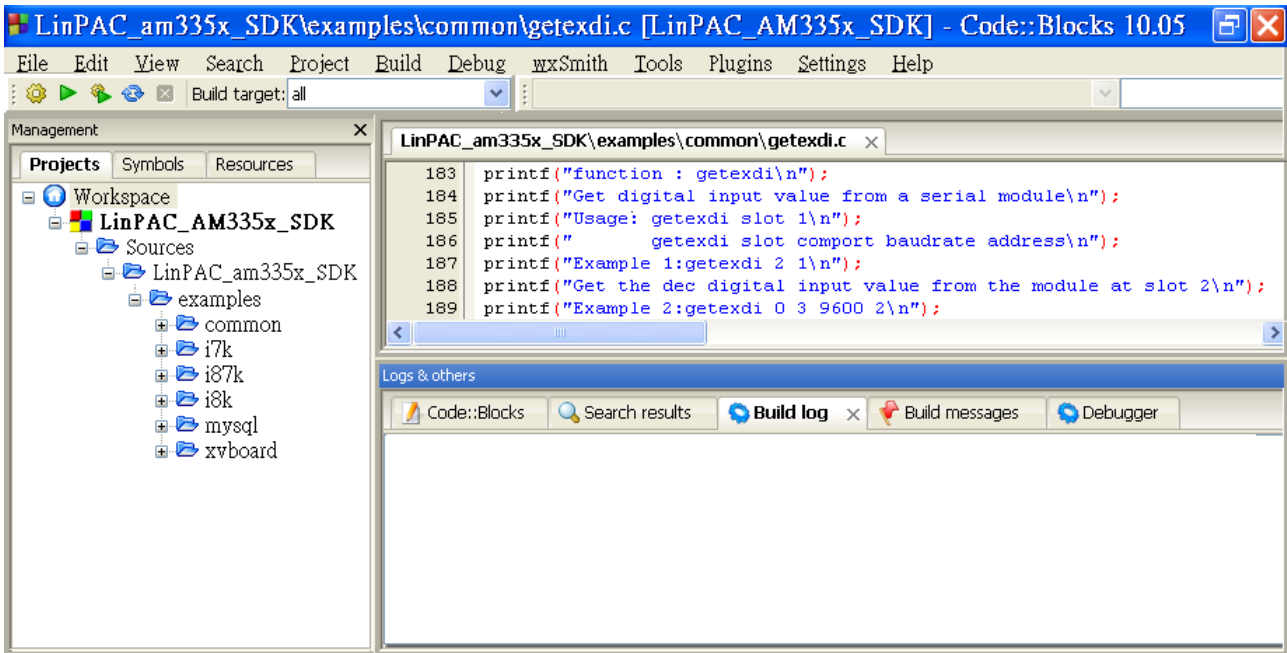 LinPAC_am335x_SDK\examples\common\getexdi.c [LinPAC_AM335x_SDK] - Code::Blocks 10.05
File Edit View Search Project Build Debug wxSmith Tools Plugins Settings Help
Build target: all
Management
Projects Symbols Resources
Workspace
LinPAC_AM335x_SDK
Sources
LinPAC_am335x_SDK
examples
common
i7k
i87k
i8k
mysql
xvboard
LinPAC_am335x_SDK\examples\common\getexdi.c
183 printf("function : getexdi\n");
184 printf("Get digital input value from a serial module\n");
185 printf("Usage: getexdi slot 1\n");
186 printf("       getexdi slot comport baudrate address\n");
187 printf("Example 1:getexdi 2 1\n");
188 printf("Get the dec digital input value from the module at slot 2\n");
189 printf("Example 2:getexdi 0 3 9600 2\n");
Logs & others
Code::Blocks Search results Build log Build messages Debugger